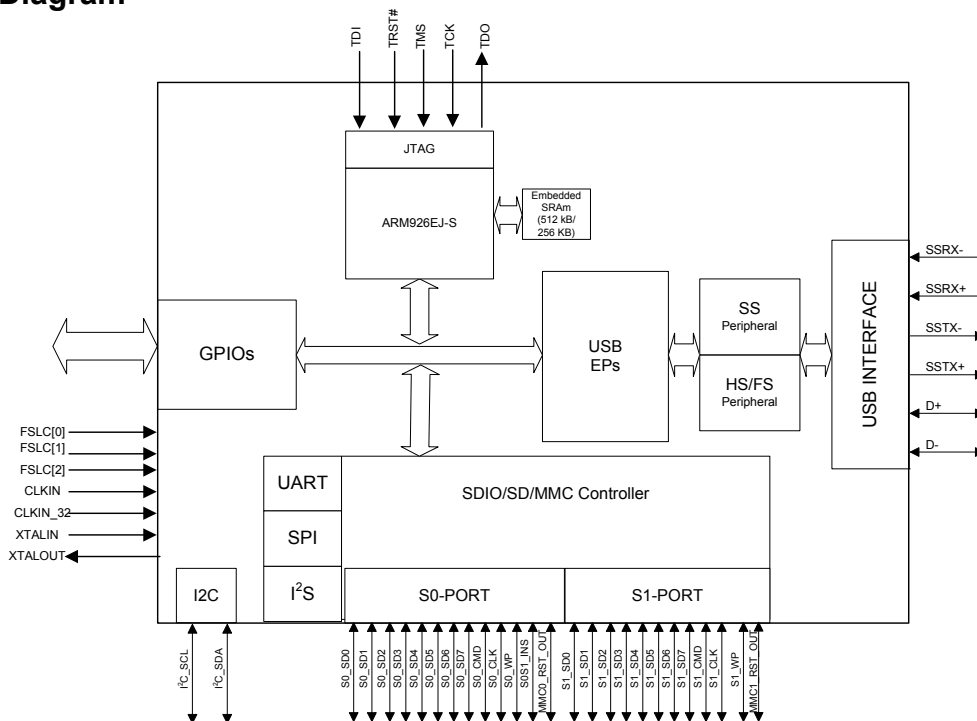 Diagram
TDI
TRST#
TMS
TCK
TDO
JTAG
ARM926EJ-S
Embedded
SRAm
(512 kB/
256 KB)
SSRX-
SSRX+
SSTX-
SSTX+
D+
D-
USB INTERFACE
SS
Peripheral
HS/FS
Peripheral
USB
EPs
GPIOs
FSLC[0]
FSLC[1]
FSLC[2]
CLKIN
CLKIN_32
XTALIN
XTALOUT
UART
SPI
I²S
SDIO/SD/MMC Controller
I2C
S0-PORT
S1-PORT
I²C_SCL
I²C_SDA
S0_SD0
S0_SD1
S0_SD2
S0_SD3
S0_SD4
S0_SD5
S0_SD6
S0_SD7
S0_CMD
S0_CLK
S0_WP
S0S1_INS
MMC0_RST_OUT
S1_SD0
S1_SD1
S1_SD2
S1_SD3
S1_SD4
S1_SD5
S1_SD6
S1_SD7
S1_CMD
S1_CLK
S1_WP
MMC1_RST_OUT